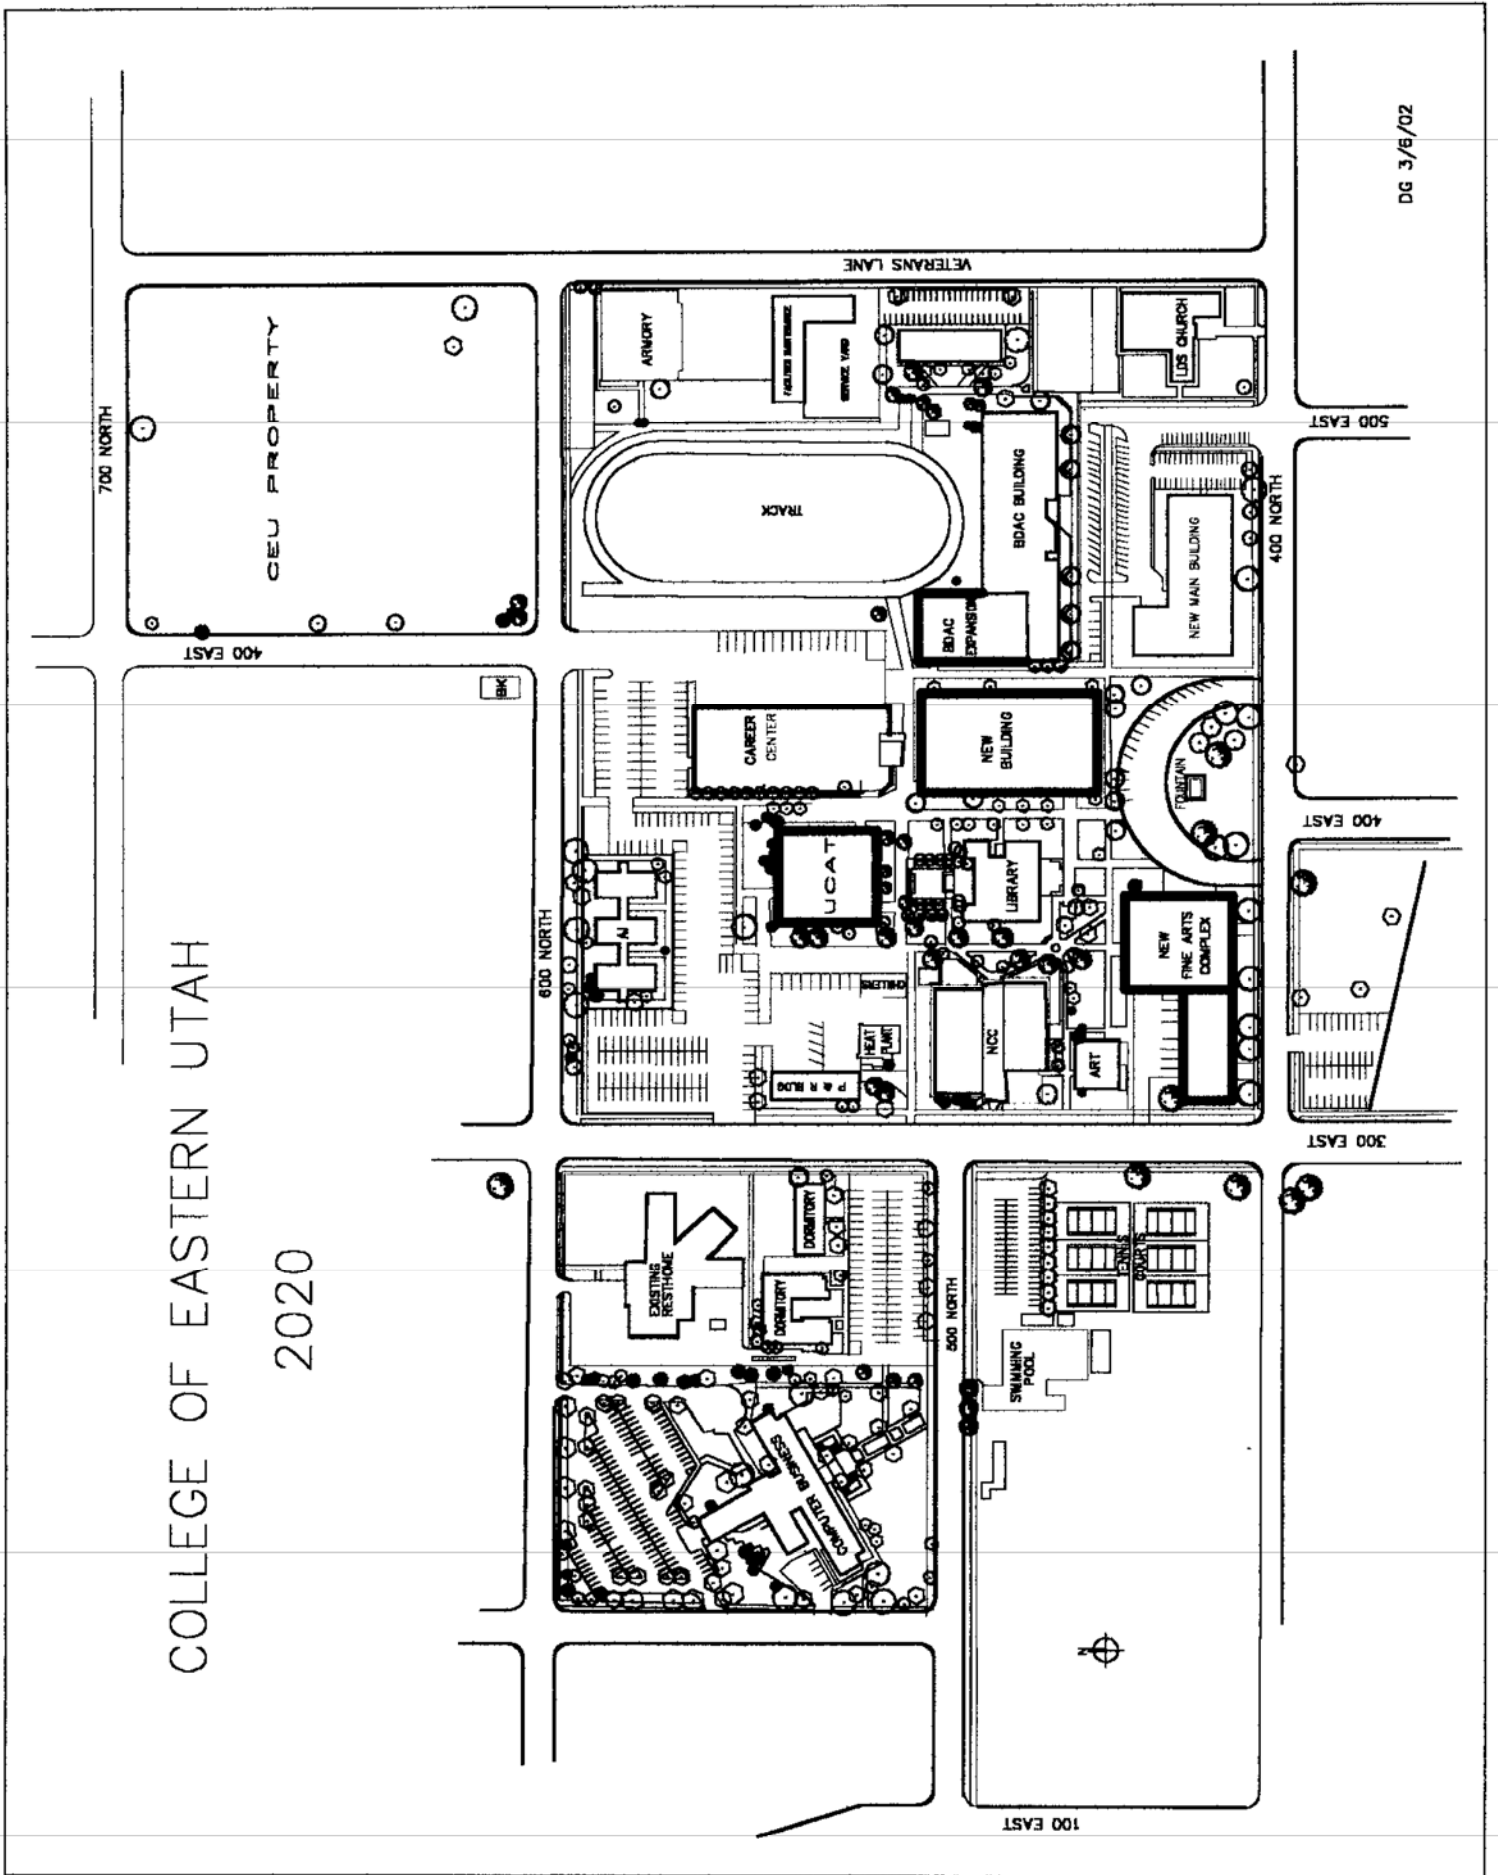 COLLEGE OF EASTERN UTAH
2020
700 NORTH
CEU PROPERTY
400 EAST
BK
600 NORTH
VETERANS LANE
ARMORY
FACILITIES MAINTENANCE
SERVICE YARD
TRACK
BDAC BUILDING
BDAC
EXPANSION
LDS CHURCH
500 EAST
400 NORTH
NEW MAIN BUILDING
CAREER
CENTER
NEW
BUILDING
FOUNTAIN
400 EAST
UCAT
LIBRARY
AJ
NEW
FINE ARTS
COMPLEX
CHILLERS
HEAT
PLANT
P & R BLDG
NCC
ART
300 EAST
EXISTING
RESTHOME
DORMITORY
DORMITORY
500 NORTH
TENNIS
COURTS
SWIMMING
POOL
COMPUTER BUSINESS
N
100 EAST
DG 3/6/02